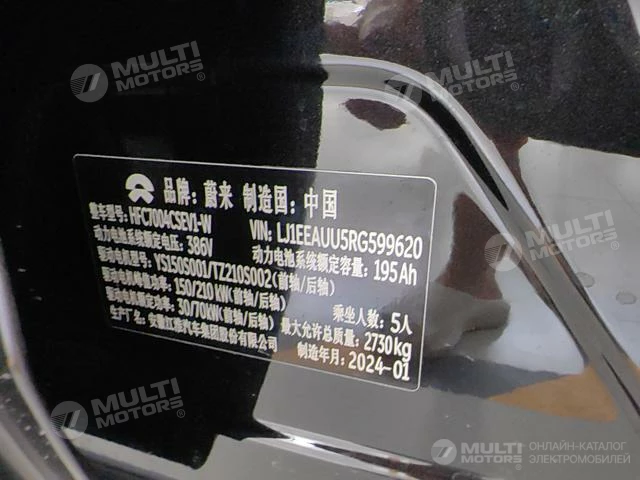 MULTI MOTORS®
MULTI MOTORS®
品牌: 蔚来 制造国: 中国
整车型号: HFC7004CSEV1-W VIN: LJ1EEAUU5RG599620
动力电池系统额定电压: 386V 动力电池系统额定容量: 195Ah
驱动电机型号: YS150S001/TZ210S002(前轴/后轴)
驱动电机峰值功率: 150/210 kW(前轴/后轴)
驱动电机额定功率: 30/70kW(前轴/后轴) 乘坐人数: 5人
生产厂名: 安徽江淮汽车集团股份有限公司 最大允许总质量: 2730kg
制造年月: 2024-01
MULTI MOTORS®
MULTI MOTORS®
ОНЛАЙН-КАТАЛОГ
ЭЛЕКТРОМОБИЛЕЙ